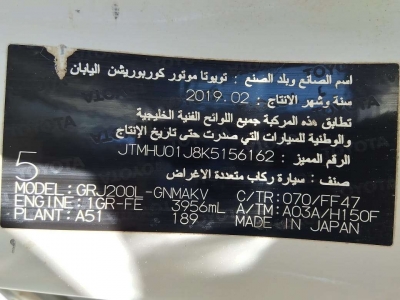 اسم الصانع وبلد الصنع : تويوتا موتور كوربوريشن اليابان
سنة وشهر الانتاج : 2019.02
تطابق هذه المركبة جميع اللوائح الفنية الخليجية
والوطنية للسيارات التي صدرت حتى تاريخ الإنتاج
الرقم المميز : JTMHU01J8K5156162
صنف : سيارة ركاب متعددة الاغراض
5
MODEL: GRJ200L-GNMAKV C/TR: 070/FF47
ENGINE: 1GR-FE 3956mL A/TM: A03A/H150F
PLANT: A51 189 MADE IN JAPAN